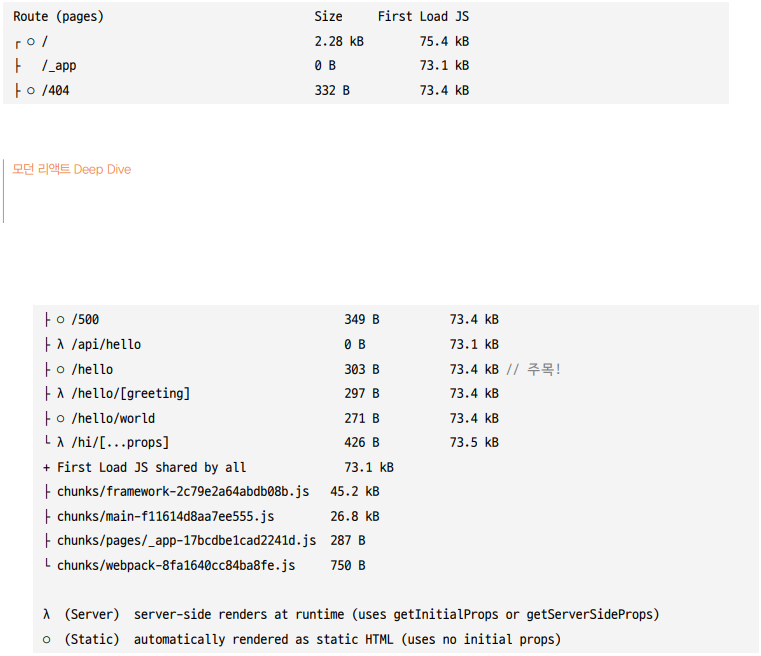 Route (pages)                              Size     First Load JS
┌ ○ /                                      2.28 kB        75.4 kB
├   /_app                                  0 B            73.1 kB
├ ○ /404                                   332 B          73.4 kB
모던 리액트 Deep Dive
├ ○ /500                                   349 B          73.4 kB
├ λ /api/hello                             0 B            73.1 kB
├ ○ /hello                                 303 B          73.4 kB // 주목!
├ λ /hello/[greeting]                      297 B          73.4 kB
├ ○ /hello/world                           271 B          73.4 kB
└ λ /hi/[...props]                         426 B          73.5 kB
+ First Load JS shared by all              73.1 kB
├ chunks/framework-2c79e2a64abdb08b.js   45.2 kB
├ chunks/main-f11614d8aa7ee555.js        26.8 kB
├ chunks/pages/_app-17bcdbe1cad2241d.js  287 B
└ chunks/webpack-8fa1640cc84ba8fe.js     750 B
λ  (Server)  server-side renders at runtime (uses getInitialProps or getServerSideProps)
○  (Static)  automatically rendered as static HTML (uses no initial props)